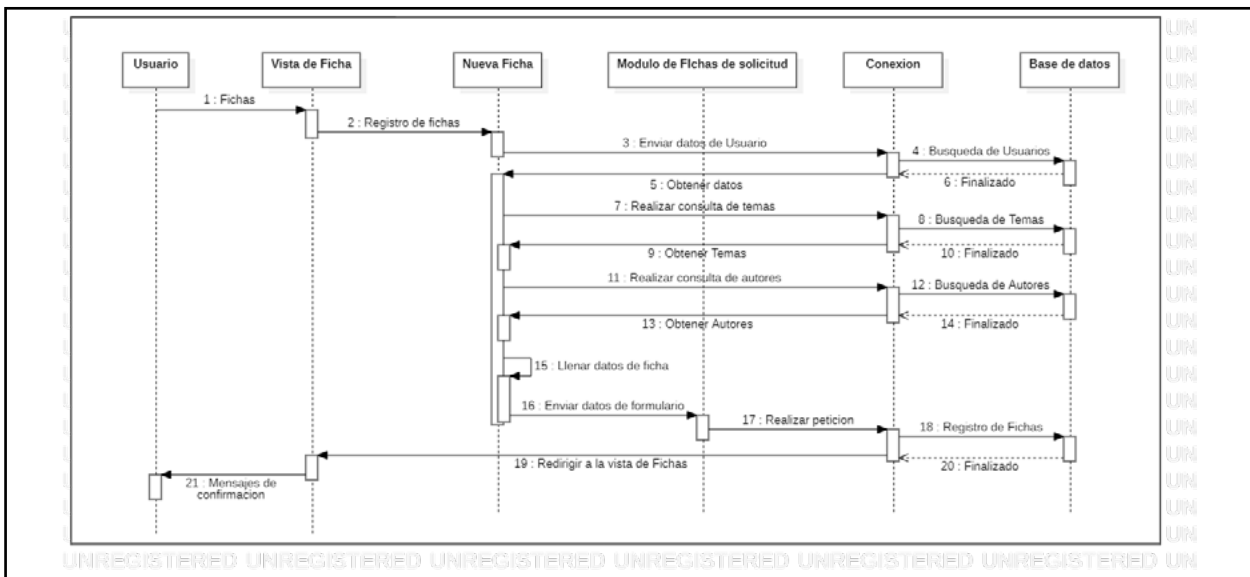 Usuario
Vista de Ficha
Nueva Ficha
Modulo de FIchas de solicitud
Conexion
Base de datos
1 : Fichas
2 : Registro de fichas
3 : Enviar datos de Usuario
4 : Busqueda de Usuarios
5 : Obtener datos
6 : Finalizado
7 : Realizar consulta de temas
8 : Busqueda de Temas
9 : Obtener Temas
10 : Finalizado
11 : Realizar consulta de autores
12 : Busqueda de Autores
13 : Obtener Autores
14 : Finalizado
15 : Llenar datos de ficha
16 : Enviar datos de formulario
17 : Realizar peticion
18 : Registro de Fichas
19 : Redirigir a la vista de Fichas
20 : Finalizado
21 : Mensajes de
confirmacion
UNREGISTERED UNREGISTERED UNREGISTERED UNREGISTERED UNREGISTERED UNREGISTERED UN